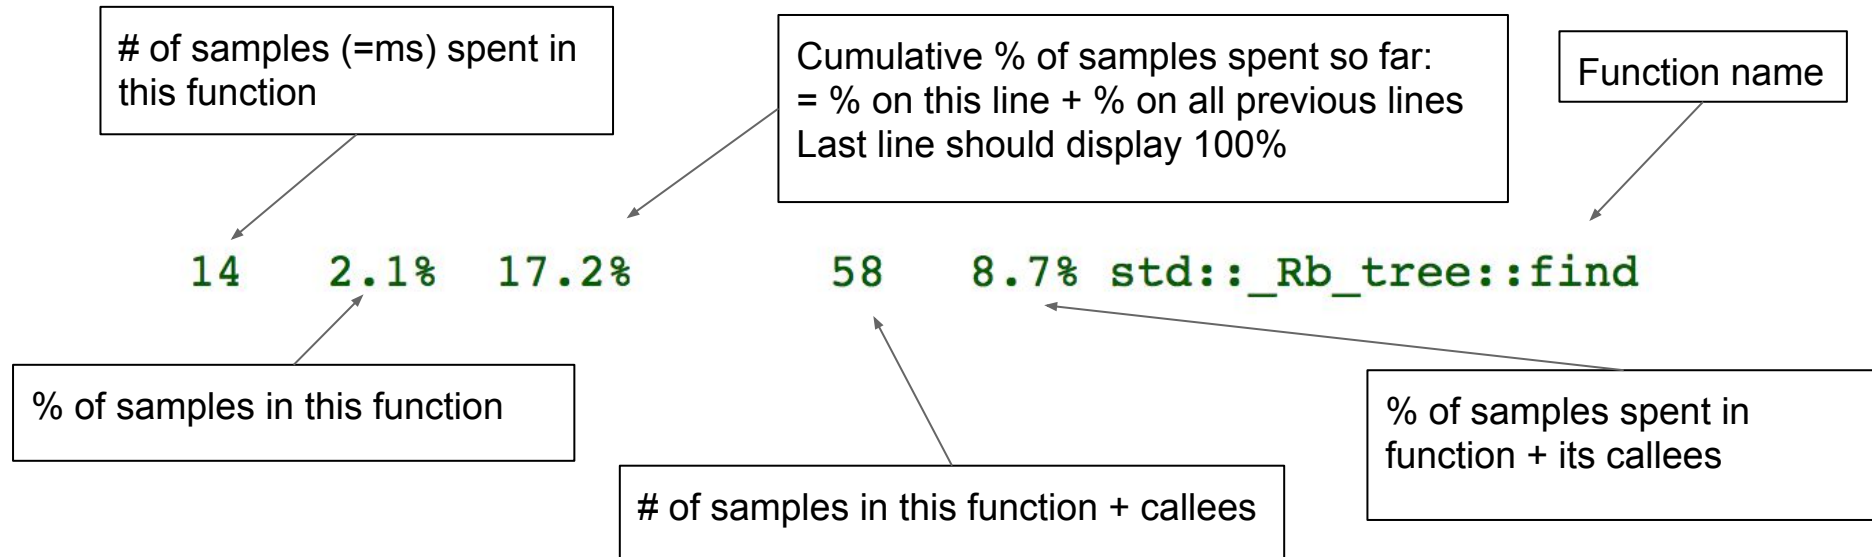 # of samples (=ms) spent in
this function
Cumulative % of samples spent so far:
= % on this line + % on all previous lines
Last line should display 100%
Function name
14 2.1% 17.2% 58 8.7% std::_Rb_tree::find
% of samples in this function
# of samples in this function + callees
% of samples spent in
function + its callees